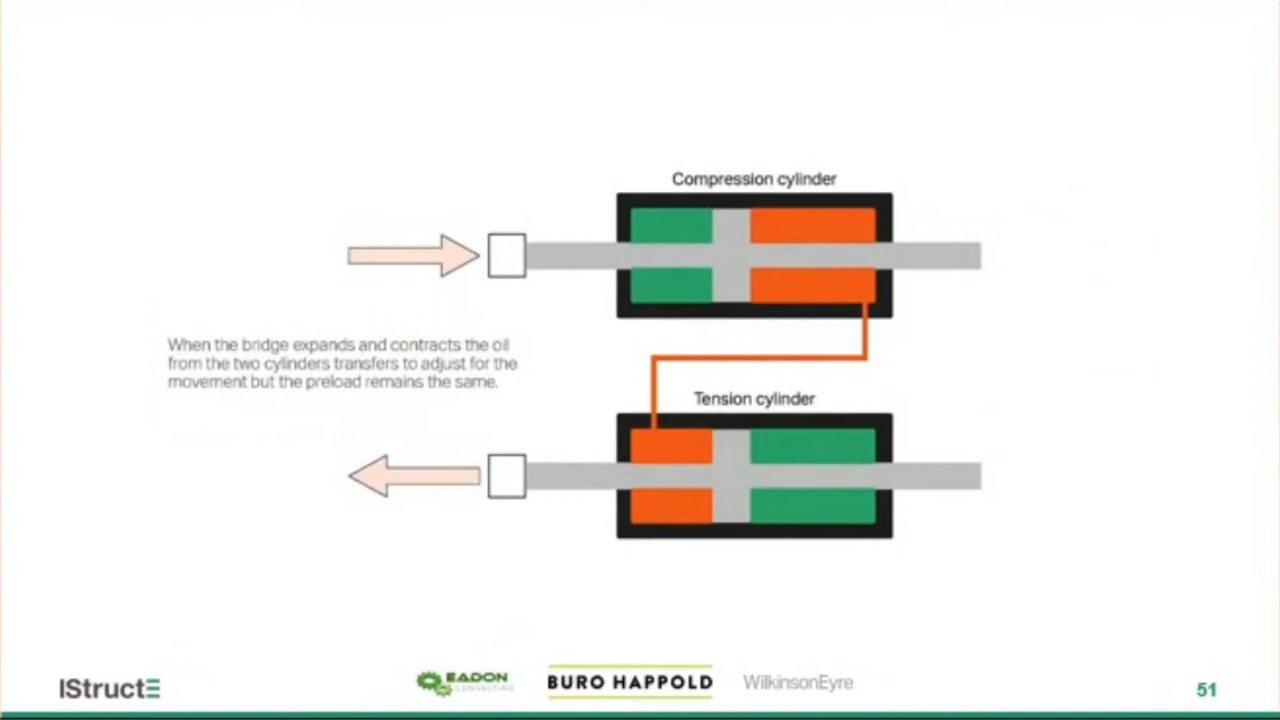 Compression cylinder
When the bridge expands and contracts the oil
from the two cylinders transfers to adjust for the
movement but the preload remains the same.
Tension cylinder
IStructE
EADON
CONSULTING
BURO HAPPOLD
WilkinsonEyre
51